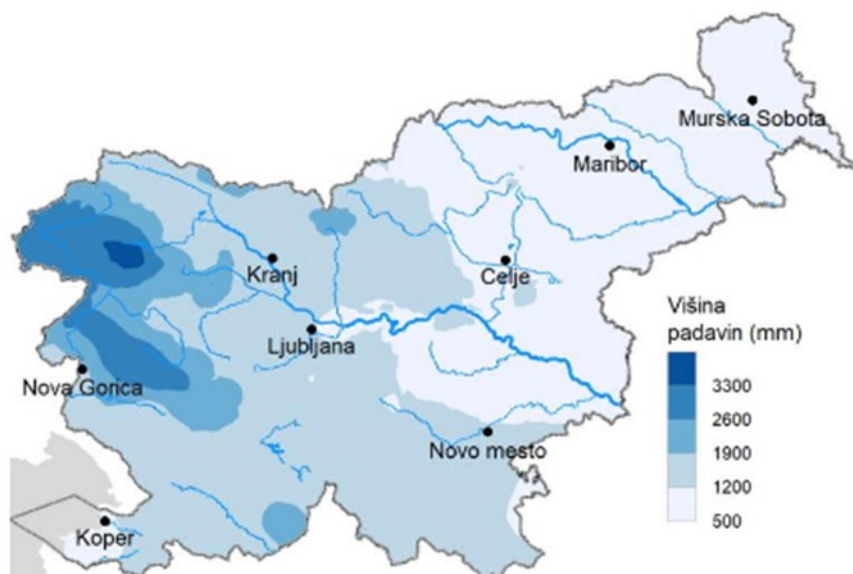 Murska Sobota
Maribor
Kranj
Celje
Ljubljana
Nova Gorica
Novo mesto
Koper
Višina
padavin (mm)
3300
2600
1900
1200
500